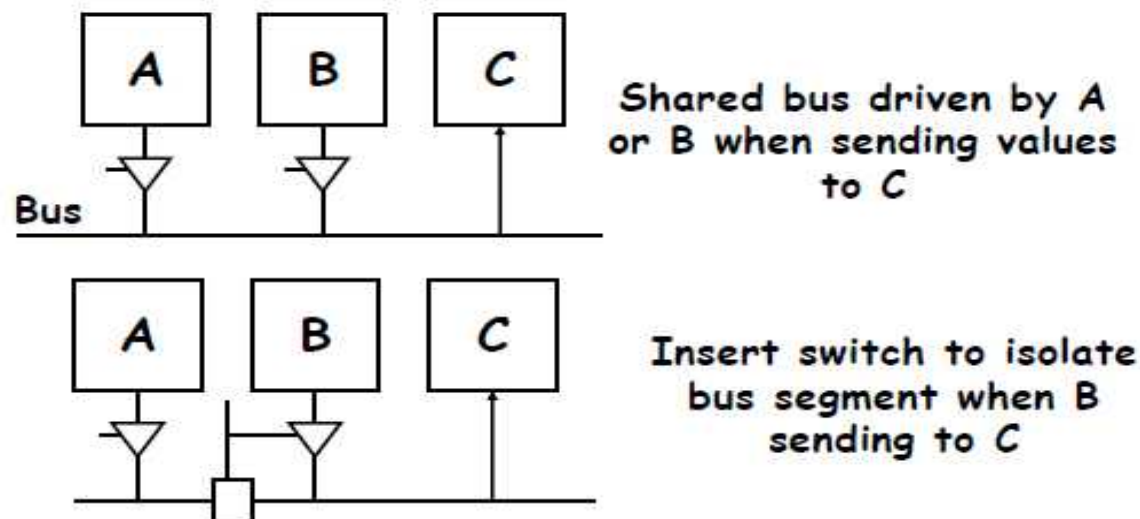 A B C
Shared bus driven by A
or B when sending values
to C
Bus
A B C
Insert switch to isolate
bus segment when B
sending to C